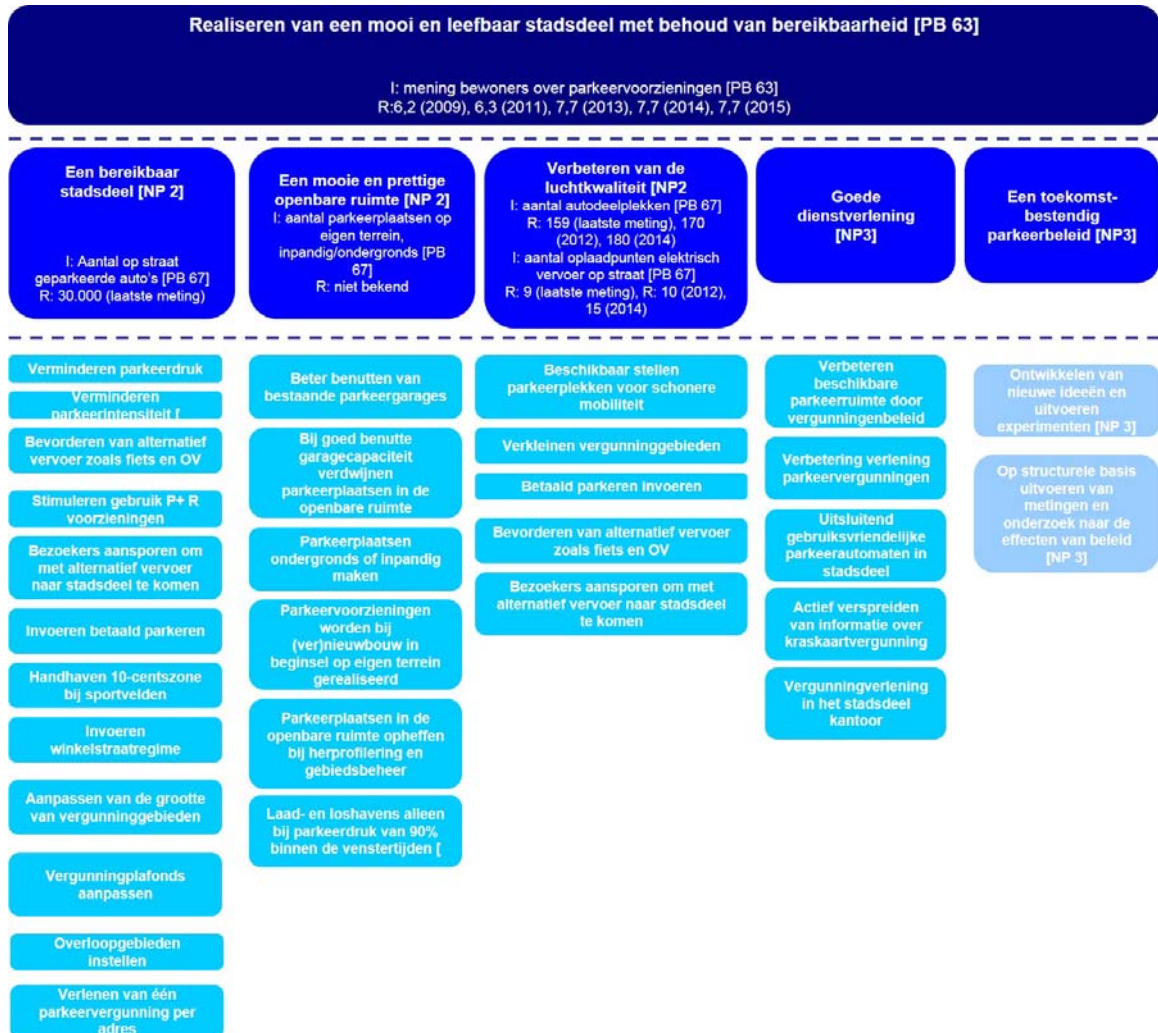 Realiseren van een mooi en leefbaar stadsdeel met behoud van bereikbaarheid [PB 63]
I: mening bewoners over parkeervoorzieningen [PB 63]
R:6,2 (2009), 6,3 (2011), 7,7 (2013), 7,7 (2014), 7,7 (2015)
Een bereikbaar
stadsdeel [NP 2]
I: Aantal op straat
geparkeerde auto's [PB 67]
R: 30.000 (laatste meting)
Een mooie en prettige
openbare ruimte [NP 2]
I: aantal parkeerplaatsen op
eigen terrein,
inpandig/ondergronds [PB
67]
R: niet bekend
Verbeteren van de
luchtkwaliteit [NP2
I: aantal autodeelplekken [PB 67]
R: 159 (laatste meting), 170
(2012), 180 (2014)
I: aantal oplaadpunten elektrisch
vervoer op straat [PB 67]
R: 9 (laatste meting), R: 10 (2012),
15 (2014)
Goede
dienstverlening
[NP3]
Een toekomst-
bestendig
parkeerbeleid [NP3]
Verminderen parkeerdruk
Verminderen
parkeerintensiteit [
Bevorderen van alternatief
vervoer zoals fiets en OV
Stimuleren gebruik P+ R
voorzieningen
Bezoekers aansporen om
met alternatief vervoer
naar stadsdeel te komen
Invoeren betaald parkeren
Handhaven 10-centszone
bij sportvelden
Invoeren
winkelstraatregime
Aanpassen van de grootte
van vergunninggebieden
Vergunningplafonds
aanpassen
Overloopgebieden
instellen
Verlenen van één
parkeervergunning per
adres
Beter benutten van
bestaande parkeergarages
Bij goed benutte
garagecapaciteit
verdwijnen
parkeerplaatsen in de
openbare ruimte
Parkeerplaatsen
ondergronds of inpandig
maken
Parkeervoorzieningen
worden bij
(ver)nieuwbouw in
beginsel op eigen terrein
gerealiseerd
Parkeerplaatsen in de
openbare ruimte opheffen
bij herprofilering en
gebiedsbeheer
Laad- en loshavens alleen
bij parkeerdruk van 90%
binnen de venstertijden [
Beschikbaar stellen
parkeerplekken voor schonere
mobiliteit
Verkleinen vergunninggebieden
Betaald parkeren invoeren
Bevorderen van alternatief vervoer
zoals fiets en OV
Bezoekers aansporen om met
alternatief vervoer naar stadsdeel
te komen
Verbeteren
beschikbare
parkeerruimte door
vergunningenbeleid
Verbetering verlening
parkeervergunningen
Uitsluitend
gebruiksvriendelijke
parkeerautomaten in
stadsdeel
Actief verspreiden
van informatie over
kraskaartvergunning
Vergunningverlening
in het stadsdeel
kantoor
Ontwikkelen van
nieuwe ideeën en
uitvoeren
experimenten [NP 3]
Op structurele basis
uitvoeren van
metingen en
onderzoek naar de
effecten van beleid
[NP 3]